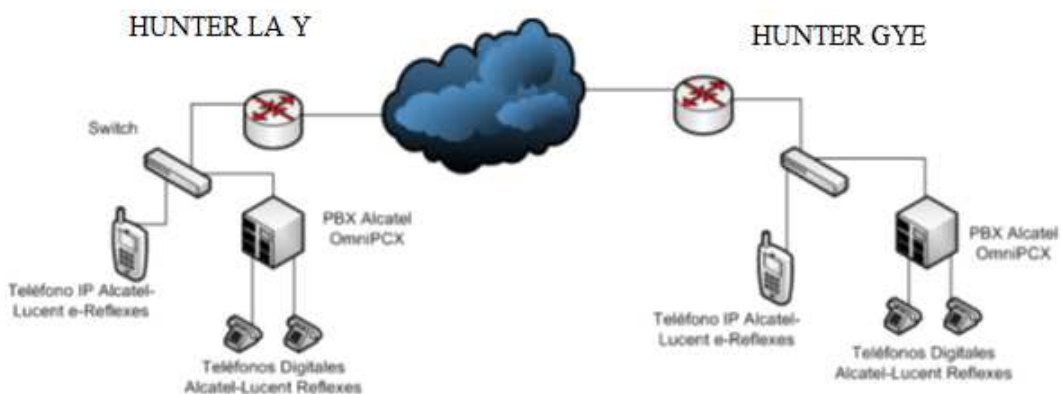 HUNTER LA Y
HUNTER GYE
Switch
PBX Alcatel
OmniPCX
Teléfono IP Alcatel-
Lucent e-Reflexes
Teléfonos Digitales
Alcatel-Lucent Reflexes
PBX Alcatel
OmniPCX
Teléfono IP Alcatel-
Lucent e-Reflexes
Teléfonos Digitales
Alcatel-Lucent Reflexes